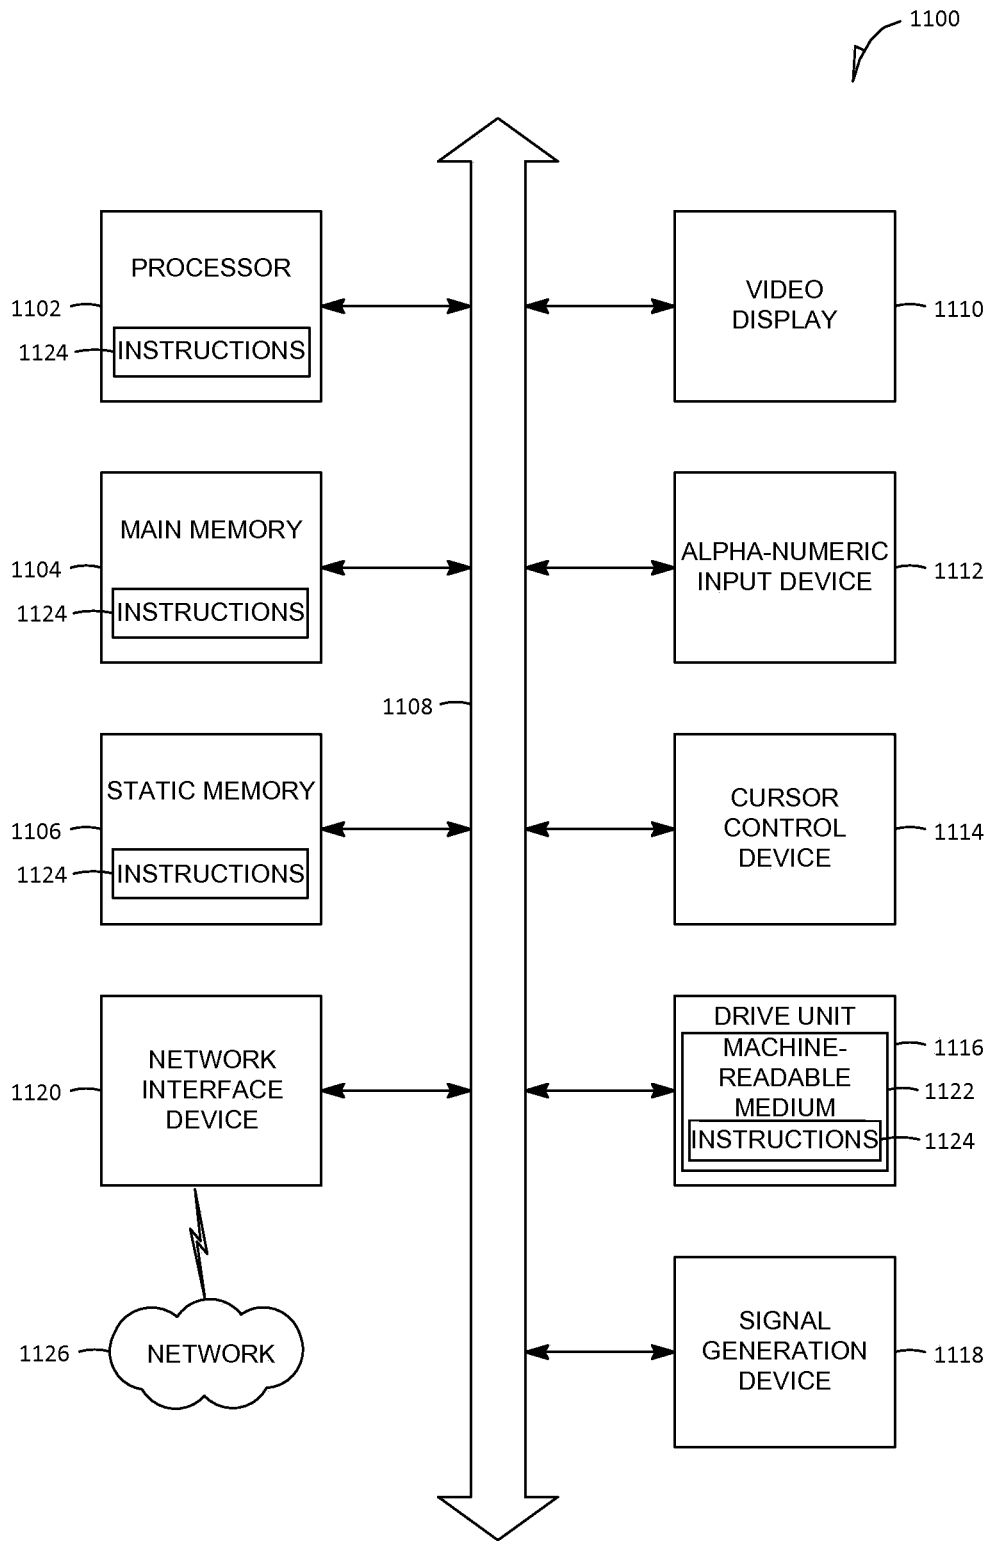 1100
PROCESSOR
1102
1124
INSTRUCTIONS
VIDEO
DISPLAY
1110
MAIN MEMORY
1104
1124
INSTRUCTIONS
ALPHA-NUMERIC
INPUT DEVICE
1112
1108
STATIC MEMORY
1106
1124
INSTRUCTIONS
CURSOR
CONTROL
DEVICE
1114
NETWORK
INTERFACE
DEVICE
1120
DRIVE UNIT
MACHINE-
READABLE
MEDIUM
INSTRUCTIONS
1116
1122
1124
1126
NETWORK
SIGNAL
GENERATION
DEVICE
1118